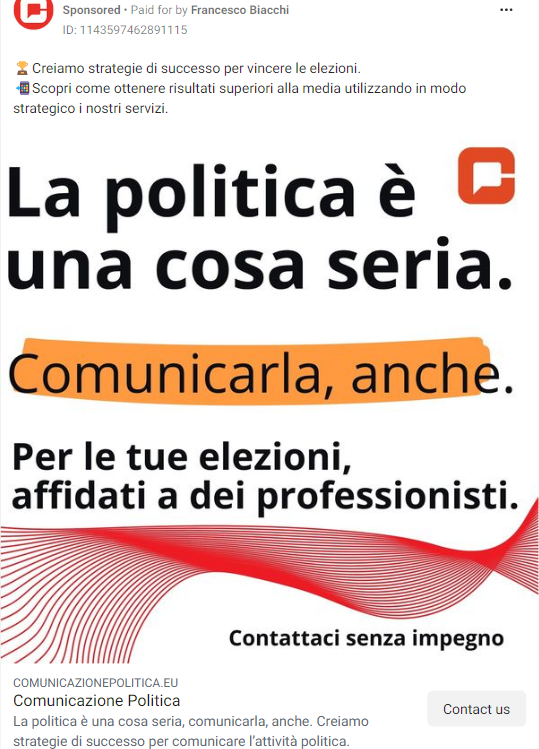 Sponsored • Paid for by Francesco Biacchi
ID: 1143597462891115
🏆Creiamo strategie di successo per vincere le elezioni.
📲Scopri come ottenere risultati superiori alla media utilizzando in modo
strategico i nostri servizi.
La politica è
una cosa seria.
Comunicarla, anche.
Per le tue elezioni,
affidati a dei professionisti.
Contattaci senza impegno
COMUNICAZIONEPOLITICA.EU
Comunicazione Politica
La politica è una cosa seria, comunicarla, anche. Creiamo
strategie di successo per comunicare l'attività politica.
Contact us